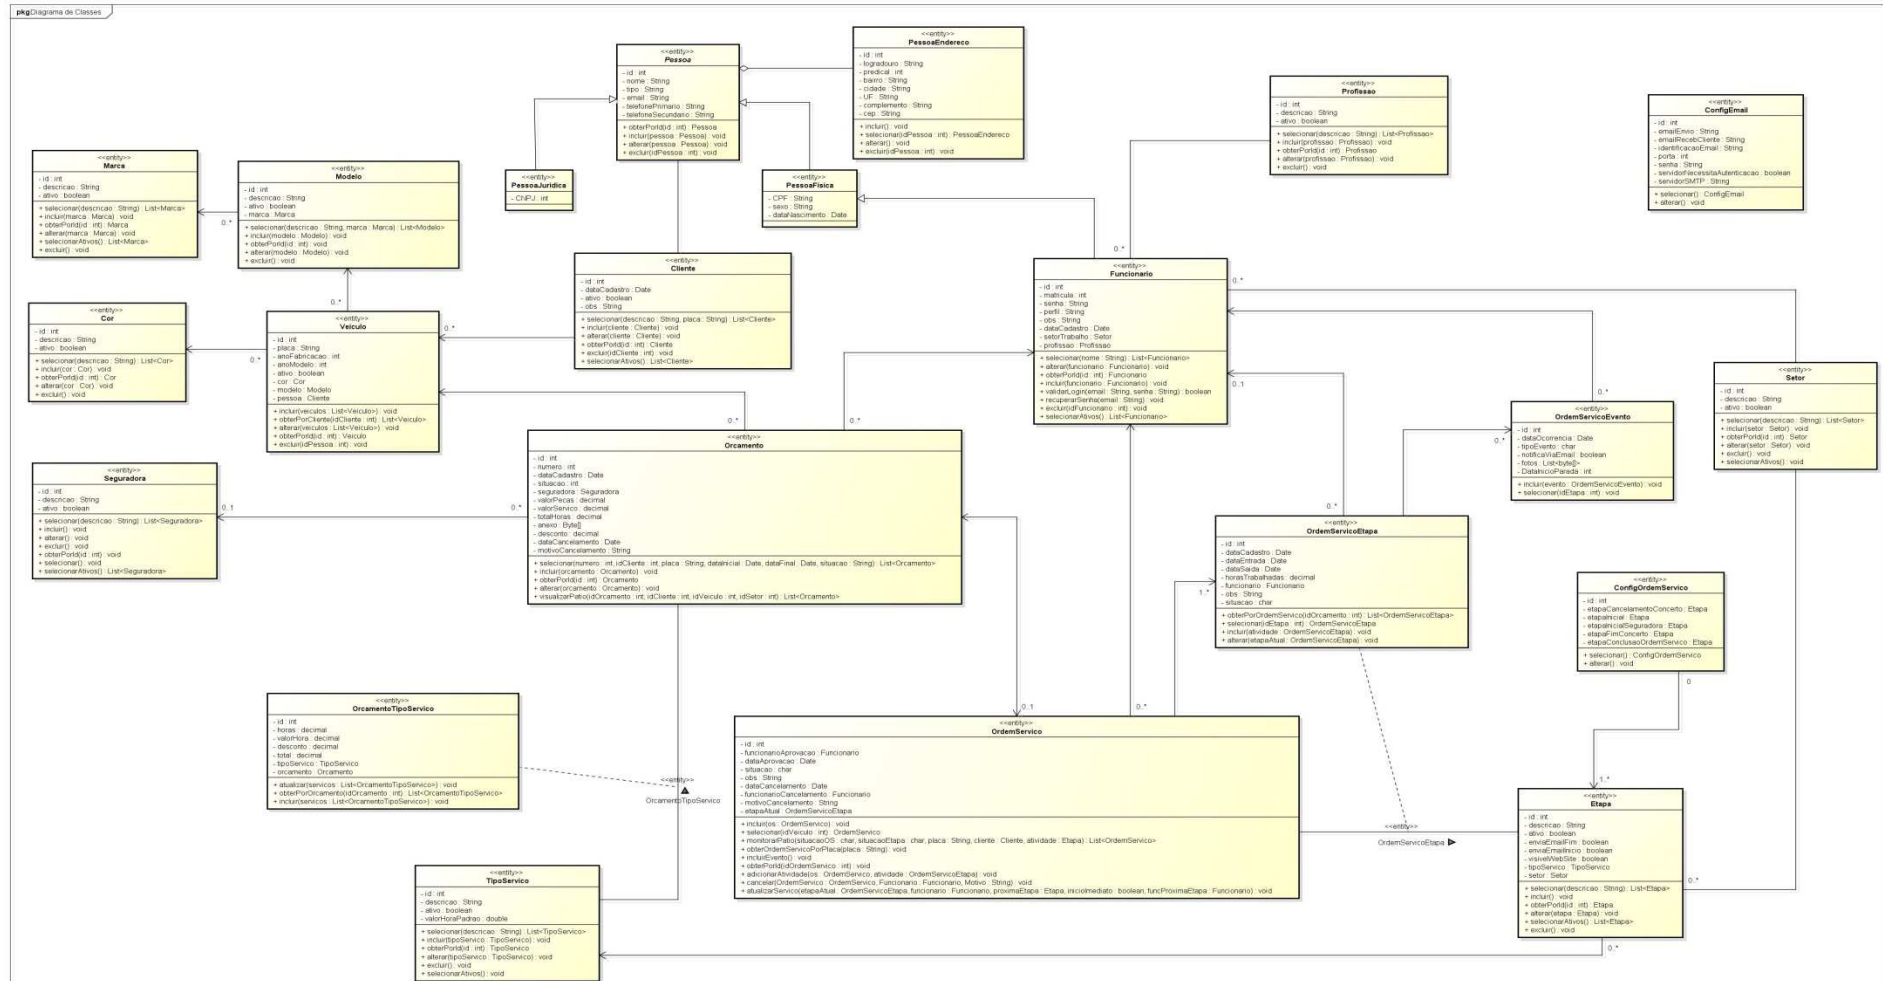 pkg Diagrama de Classes
<<entity>>
Pessoa
- id : int
- nome : String
- tipo : String
- email : String
- telefonePrimario : String
- telefoneSecundario : String
+ obterPorId(id : int) : Pessoa
+ incluir(pessoa : Pessoa) : void
+ alterar(pessoa : Pessoa) : void
+ excluir(idPessoa : int) : void
<<entity>>
PessoaEndereco
- id : int
- logradouro : String
- predical : int
- bairro : String
- cidade : String
- UF : String
- complemento : String
- cep : String
+ incluir() : void
+ selecionar(idPessoa : int) : PessoaEndereco
+ alterar() : void
+ excluir(idPessoa : int) : void
<<entity>>
Profissao
- id : int
- descricao : String
- ativo : boolean
+ selecionar(descricao : String) : List<Profissao>
+ incluir(profissao : Profissao) : void
+ obterPorId(id : int) : Profissao
+ alterar(profissao : Profissao) : void
+ excluir() : void
<<entity>>
ConfigEmail
- id : int
- emailEnvio : String
- emailRecebCliente : String
- identificacaoEmail : String
- porta : int
- senha : String
- servidorNecessitaAutenticacao : boolean
- servidorSMTP : String
+ selecionar() : ConfigEmail
+ alterar() : void
<<entity>>
Marca
- id : int
- descricao : String
- ativo : boolean
+ selecionar(descricao : String) : List<Marca>
+ incluir(marca : Marca) : void
+ obterPorId(id : int) : Marca
+ alterar(marca : Marca) : void
+ selecionarAtivos() : List<Marca>
+ excluir() : void
0..*
<<entity>>
Modelo
- id : int
- descricao : String
- ativo : boolean
- marca : Marca
+ selecionar(descricao : String, marca : Marca) : List<Modelo>
+ incluir(modelo : Modelo) : void
+ obterPorId(id : int) : void
+ alterar(modelo : Modelo) : void
+ excluir() : void
0..*
<<entity>>
PessoaJuridica
- CNPJ : int
<<entity>>
PessoaFisica
- CPF : String
- sexo : String
- dataNascimento : Date
<<entity>>
Cliente
- id : int
- dataCadastro : Date
- ativo : boolean
- obs : String
+ selecionar(descricao : String, placa : String) : List<Cliente>
+ incluir(cliente : Cliente) : void
+ alterar(cliente : Cliente) : void
+ obterPorId(id : int) : Cliente
+ excluir(idCliente : int) : void
+ selecionarAtivos() : List<Cliente>
0..*
0..*
0..*
<<entity>>
Funcionario
- id : int
- matricula : int
- senha : String
- perfil : String
- obs : String
- dataCadastro : Date
- setorTrabalho : Setor
- profissao : Profissao
+ selecionar(nome : String) : List<Funcionario>
+ alterar(funcionario : Funcionario) : void
+ obterPorId(id : int) : Funcionario
+ incluir(funcionario : Funcionario) : void
+ validarLogin(email : String, senha : String) : boolean
+ recuperarSenha(email : String) : void
+ excluir(idFuncionario : int) : void
+ selecionarAtivos() : List<Funcionario>
0..1
<<entity>>
Cor
- id : int
- descricao : String
- ativo : boolean
+ selecionar(descricao : String) : List<Cor>
+ incluir(cor : Cor) : void
+ obterPorId(id : int) : Cor
+ alterar(cor : Cor) : void
+ excluir() : void
0..*
<<entity>>
Veiculo
- id : int
- placa : String
- anoFabricacao : int
- anoModelo : int
- ativo : boolean
- cor : Cor
- modelo : Modelo
- pessoa : Cliente
+ incluir(veiculos : List<Veiculo>) : void
+ obterPorCliente(idCliente : int) : List<Veiculo>
+ alterar(veiculos : List<Veiculo>) : void
+ obterPorId(id : int) : Veiculo
+ excluir(idPessoa : int) : void
<<entity>>
Setor
- id : int
- descricao : String
- ativo : boolean
+ selecionar(descricao : String) : List<Setor>
+ incluir(setor : Setor) : void
+ obterPorId(id : int) : Setor
+ alterar(setor : Setor) : void
+ excluir() : void
+ selecionarAtivos() : void
0..*
0..*
<<entity>>
OrdemServicoEvento
- id : int
- dataOcorrencia : Date
- tipoEvento : char
- notificaViaEmail : boolean
- fotos : List<byte[]>
- DataInicioParada : int
+ incluir(evento : OrdemServicoEvento) : void
+ selecionar(idEtapa : int) : void
0..*
0..*
<<entity>>
Orcamento
- id : int
- numero : int
- dataCadastro : Date
- situacao : int
- seguradora : Seguradora
- valorPecas : decimal
- valorServico : decimal
- totalHoras : decimal
- anexo : Byte[]
- desconto : decimal
- dataCancelamento : Date
- motivoCancelamento : String
+ selecionar(numero : int, idCliente : int, placa : String, dataInicial : Date, dataFinal : Date, situacao : String) : List<Orcamento>
+ incluir(orcamento : Orcamento) : void
+ obterPorId(id : int) : Orcamento
+ alterar(orcamento : Orcamento) : void
+ visualizarPatio(idOrcamento : int, idCliente : int, idVeiculo : int, idSetor : int) : List<Orcamento>
<<entity>>
Seguradora
- id : int
- descricao : String
- ativo : boolean
+ selecionar(descricao : String) : List<Seguradora>
+ incluir() : void
+ alterar() : void
+ excluir() : void
+ obterPorId(id : int) : void
+ selecionar() : void
+ selecionarAtivos() : List<Seguradora>
0..1
0..*
0..*
<<entity>>
OrdemServicoEtapa
- id : int
- dataCadastro : Date
- dataEntrada : Date
- dataSaida : Date
- horasTrabalhadas : decimal
- funcionario : Funcionario
- obs : String
- situacao : char
+ obterPorOrdemServico(idOrcamento : int) : List<OrdemServicoEtapa>
+ selecionar(idEtapa : int) : OrdemServicoEtapa
+ incluir(atividade : OrdemServicoEtapa) : void
+ alterar(etapaAtual : OrdemServicoEtapa) : void
1..*
<<entity>>
ConfigOrdemServico
- id : int
- etapaCancelamentoConcerto : Etapa
- etapaInicial : Etapa
- etapaInicialSeguradora : Etapa
- etapaFimConcerto : Etapa
- etapaConclusaoOrdemServico : Etapa
+ selecionar() : ConfigOrdemServico
+ alterar() : void
0
1..*
<<entity>>
OrcamentoTipoServico
- id : int
- horas : decimal
- valorHora : decimal
- desconto : decimal
- total : decimal
- tipoServico : TipoServico
- orcamento : Orcamento
+ atualizar(servicos : List<OrcamentoTipoServico>) : void
+ obterPorOrcamento(idOrcamento : int) : List<OrcamentoTipoServico>
+ incluir(servicos : List<OrcamentoTipoServico>) : void
<<entity>>
OrcamentoTipoServico
0..1
0..*
<<entity>>
OrdemServico
- id : int
- funcionarioAprovacao : Funcionario
- dataAprovacao : Date
- situacao : char
- obs : String
- dataCancelamento : Date
- funcionarioCancelamento : Funcionario
- motivoCancelamento : String
- etapaAtual : OrdemServicoEtapa
+ incluir(os : OrdemServico) : void
+ selecionar(idVeiculo : int) : OrdemServico
+ monitorarPatio(situacaoOS : char, situacaoEtapa : char, placa : String, cliente : Cliente, atividade : Etapa) : List<OrdemServico>
+ obterOrdemServicoPorPlaca(placa : String) : void
+ incluirEvento() : void
+ obterPorId(idOrdemServico : int) : void
+ adicionarAtividade(os : OrdemServico, atividade : OrdemServicoEtapa) : void
+ cancelar(OrdemServico : OrdemServico, Funcionario : Funcionario, Motivo : String) : void
+ atualizarServico(etapaAtual : OrdemServicoEtapa, funcionario : Funcionario, proximaEtapa : Etapa, inicioImediato : boolean, funcProximaEtapa : Funcionario) : void
<<entity>>
OrdemServicoEtapa
<<entity>>
Etapa
- id : int
- descricao : String
- ativo : boolean
- enviaEmailFim : boolean
- enviaEmailInicio : boolean
- visivelWebSite : boolean
- tipoServico : TipoServico
- setor : Setor
+ selecionar(descricao : String) : List<Etapa>
+ incluir() : void
+ obterPorId(id : int) : Etapa
+ alterar(etapa : Etapa) : void
+ selecionarAtivos() : List<Etapa>
+ excluir() : void
0..*
0..*
<<entity>>
TipoServico
- id : int
- descricao : String
- ativo : boolean
- valorHoraPadrao : double
+ selecionar(descricao : String) : List<TipoServico>
+ incluir(tipoServico : TipoServico) : void
+ obterPorId(id : int) : TipoServico
+ alterar(tipoServico : TipoServico) : void
+ excluir() : void
+ selecionarAtivos() : void